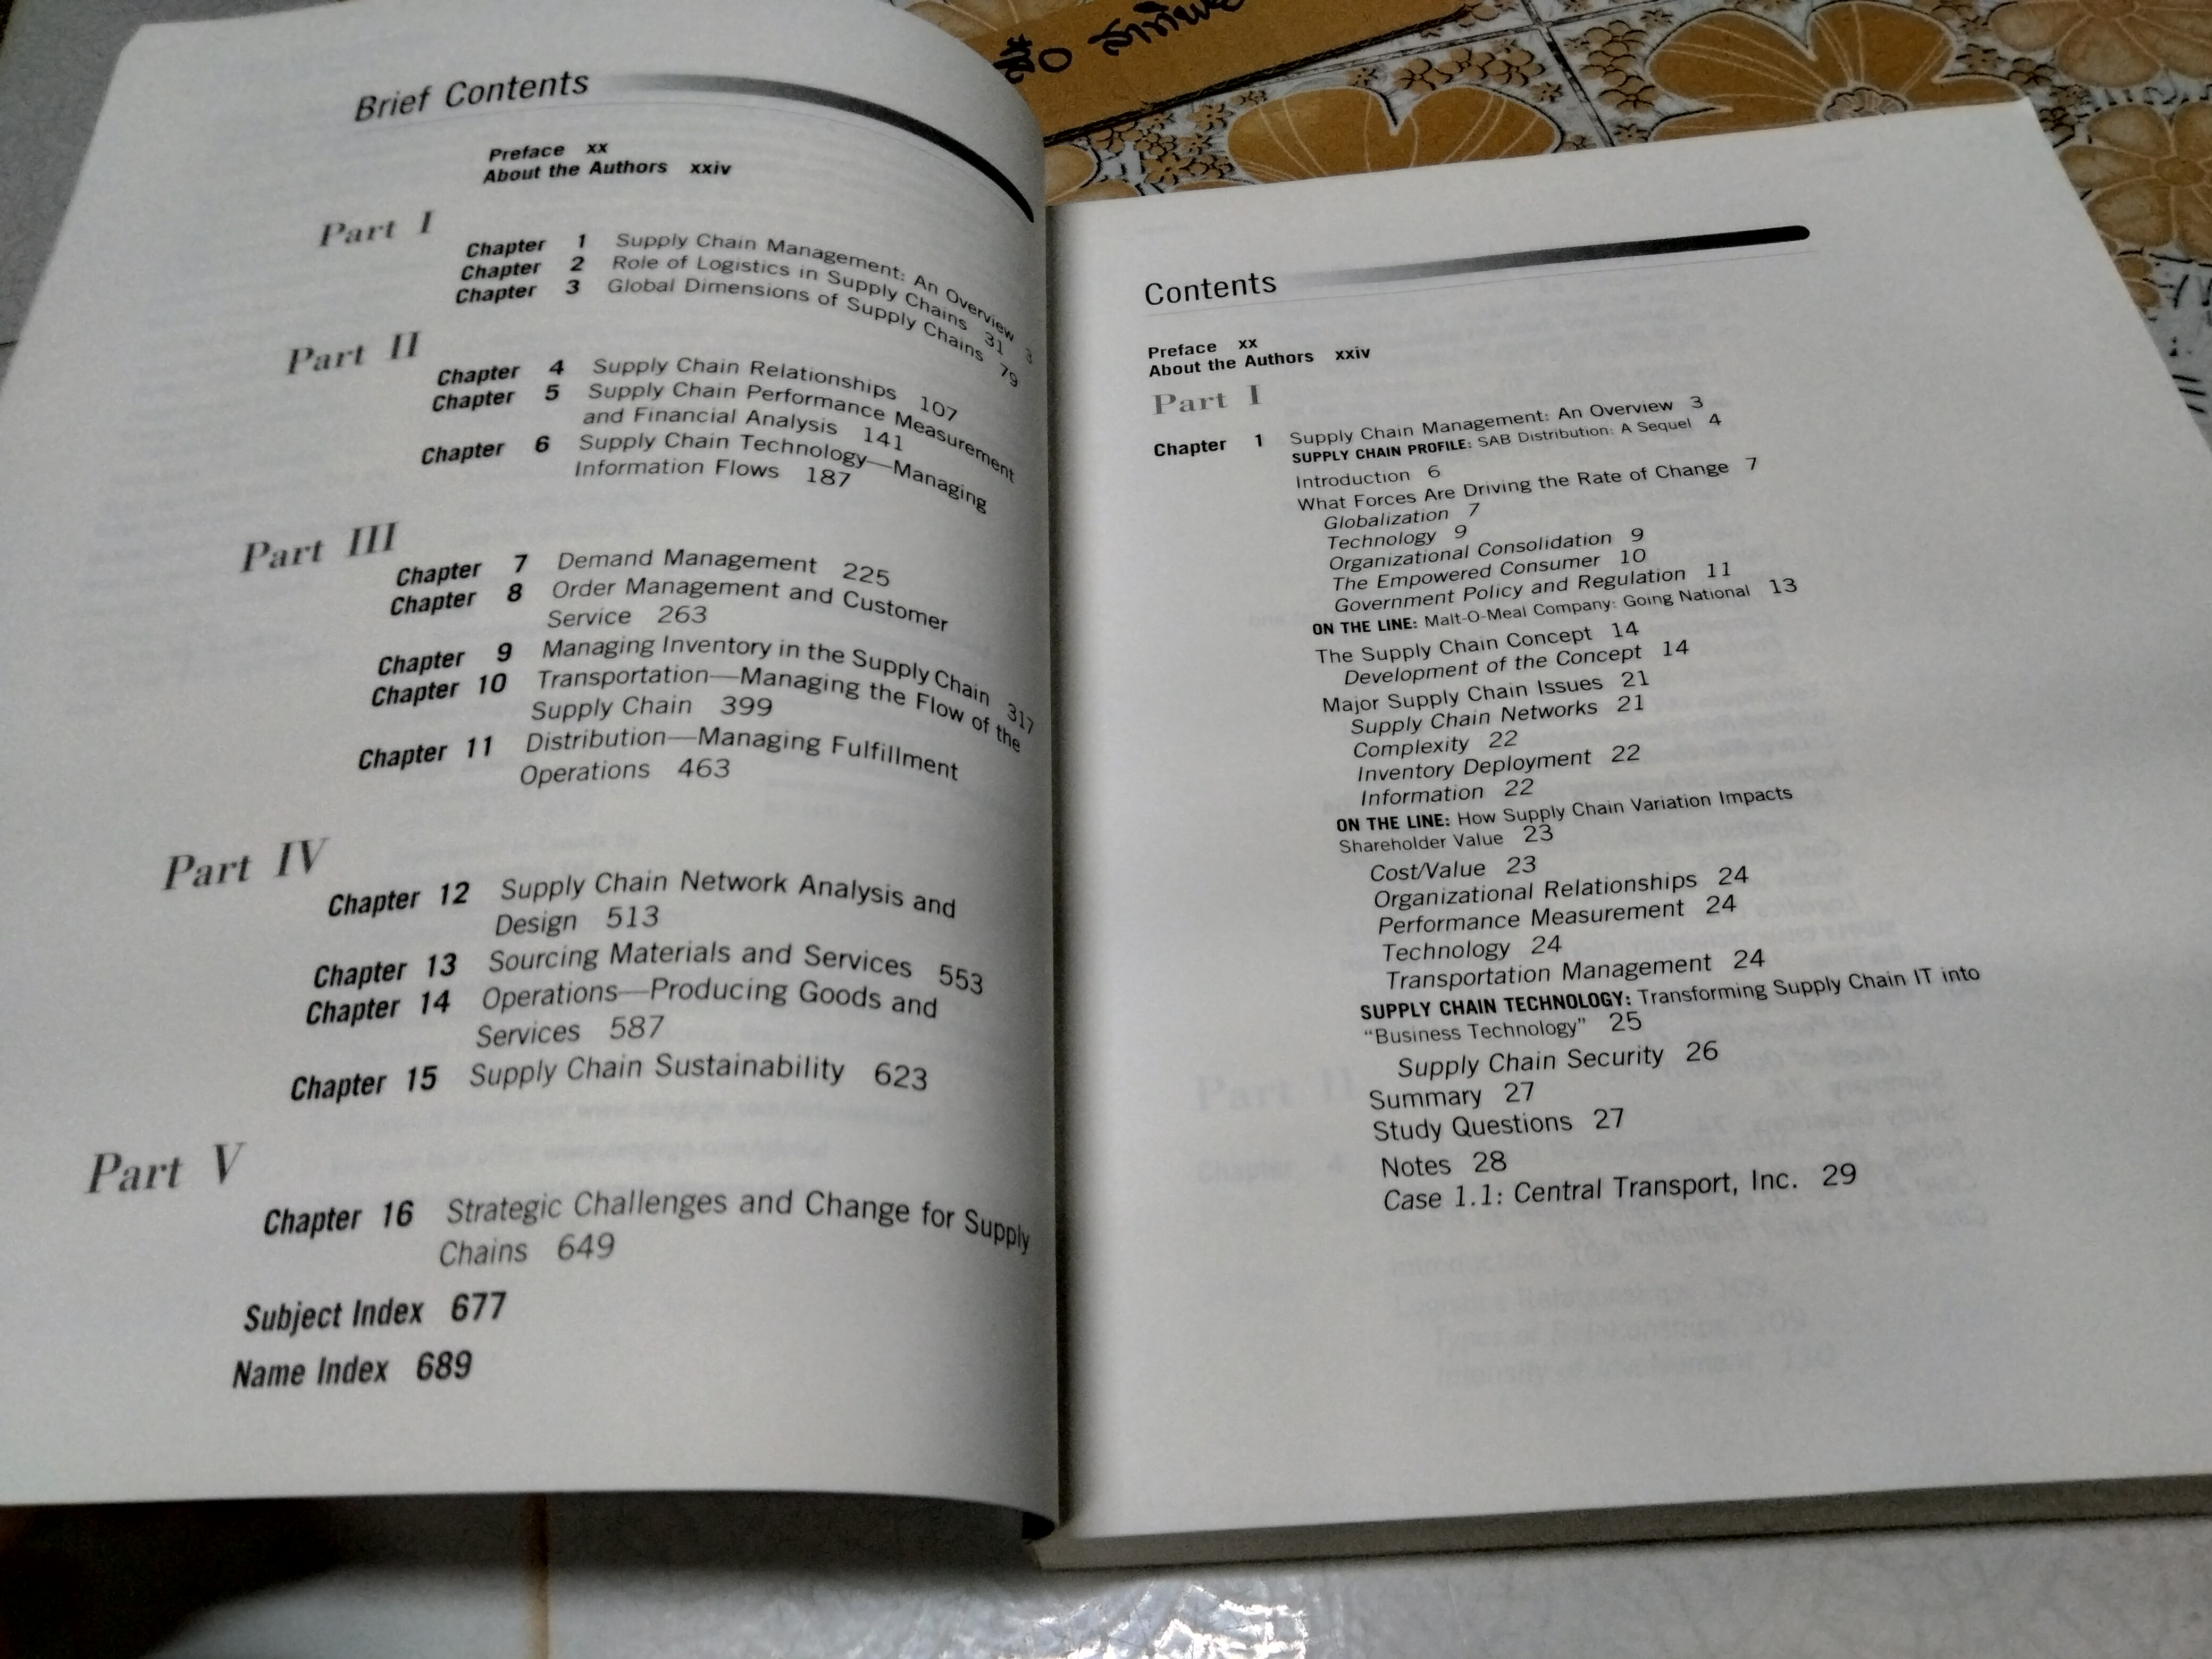 Brief Contents
Preface xx
About the Authors xxiv
Part I
Chapter 1 Supply Chain Management: An Overview 3
Chapter 2 Role of Logistics in Supply Chains 31
Chapter 3 Global Dimensions of Supply Chains 79
Part II
Chapter 4 Supply Chain Relationships 107
Chapter 5 Supply Chain Performance Measurement
and Financial Analysis 141
Chapter 6 Supply Chain Technology—Managing
Information Flows 187
Part III
Chapter 7 Demand Management 225
Chapter 8 Order Management and Customer
Service 263
Chapter 9 Managing Inventory in the Supply Chain 317
Chapter 10 Transportation—Managing the Flow of the
Supply Chain 399
Chapter 11 Distribution—Managing Fulfillment
Operations 463
Part IV
Chapter 12 Supply Chain Network Analysis and
Design 513
Chapter 13 Sourcing Materials and Services 553
Chapter 14 Operations—Producing Goods and
Services 587
Chapter 15 Supply Chain Sustainability 623
Part V
Chapter 16 Strategic Challenges and Change for Supply
Chains 649
Subject Index 677
Name Index 689
Contents
Preface xx
About the Authors xxiv
Part I
Chapter 1 Supply Chain Management: An Overview 3
SUPPLY CHAIN PROFILE: SAB Distribution: A Sequel 4
Introduction 6
What Forces Are Driving the Rate of Change 7
Globalization 7
Technology 9
Organizational Consolidation 9
The Empowered Consumer 10
Government Policy and Regulation 11
ON THE LINE: Malt-O-Meal Company: Going National 13
The Supply Chain Concept 14
Development of the Concept 14
Major Supply Chain Issues 21
Supply Chain Networks 21
Complexity 22
Inventory Deployment 22
Information 22
ON THE LINE: How Supply Chain Variation Impacts
Shareholder Value 23
Cost/Value 23
Organizational Relationships 24
Performance Measurement 24
Technology 24
Transportation Management 24
SUPPLY CHAIN TECHNOLOGY: Transforming Supply Chain IT into
“Business Technology” 25
Supply Chain Security 26
Summary 27
Study Questions 27
Notes 28
Case 1.1: Central Transport, Inc. 29